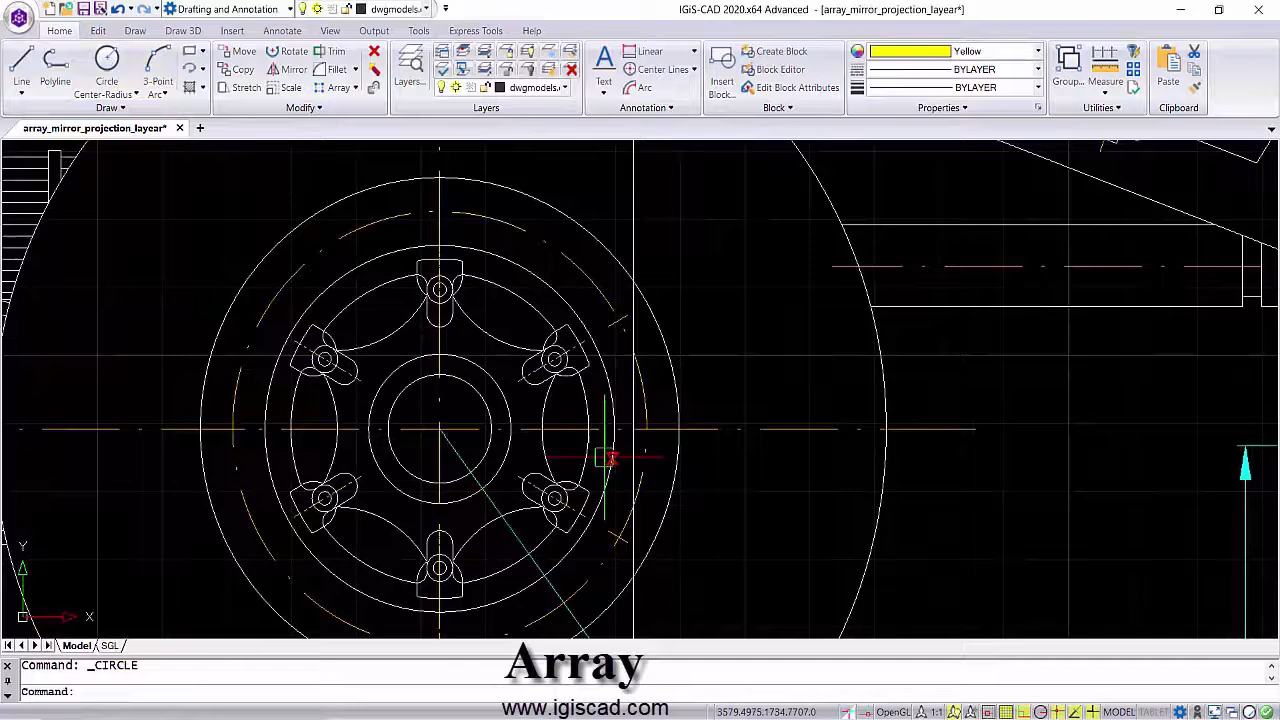 Drafting and Annotation
dwgmodels.
IGiS-CAD 2020.x64 Advanced - [array_mirror_projection_layear*]
Home Edit Draw Draw 3D Insert Annotate View Output Tools Express Tools Help
Line
Polyline
Circle
Center-Radius
3-Point
Arc
Draw
Move Rotate Trim
Copy Mirror Fillet
Stretch Scale Array
Modify
dwgmodels.
Layers
Text
Linear
Centerlines
Arc
Annotation
Insert
Block...
Create Block
Block Editor
Edit Block Attributes
Block
Yellow
BYLAYER
BYLAYER
Properties
Group...
Measure
Utilities
Paste
Clipboard
array_mirror_projection_layear*
Y
X
Model SGL
Command: _CIRCLE
Command:
Array
www.igiscad.com
3579.4975,1734.7707,0
OpenGL
1:1
MODEL
TABLET